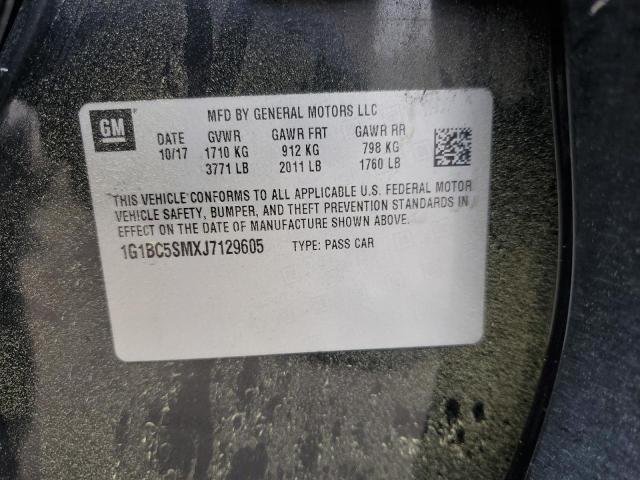 GM
MFD BY GENERAL MOTORS LLC
DATE GVWR GAWR FRT GAWR RR
10/17 1710 KG 912 KG 798 KG
3771 LB 2011 LB 1760 LB
THIS VEHICLE CONFORMS TO ALL APPLICABLE U.S. FEDERAL MOTOR
VEHICLE SAFETY, BUMPER, AND THEFT PREVENTION STANDARDS IN
EFFECT ON THE DATE OF MANUFACTURE SHOWN ABOVE.
1G1BC5SMXJ7129605 TYPE: PASS CAR